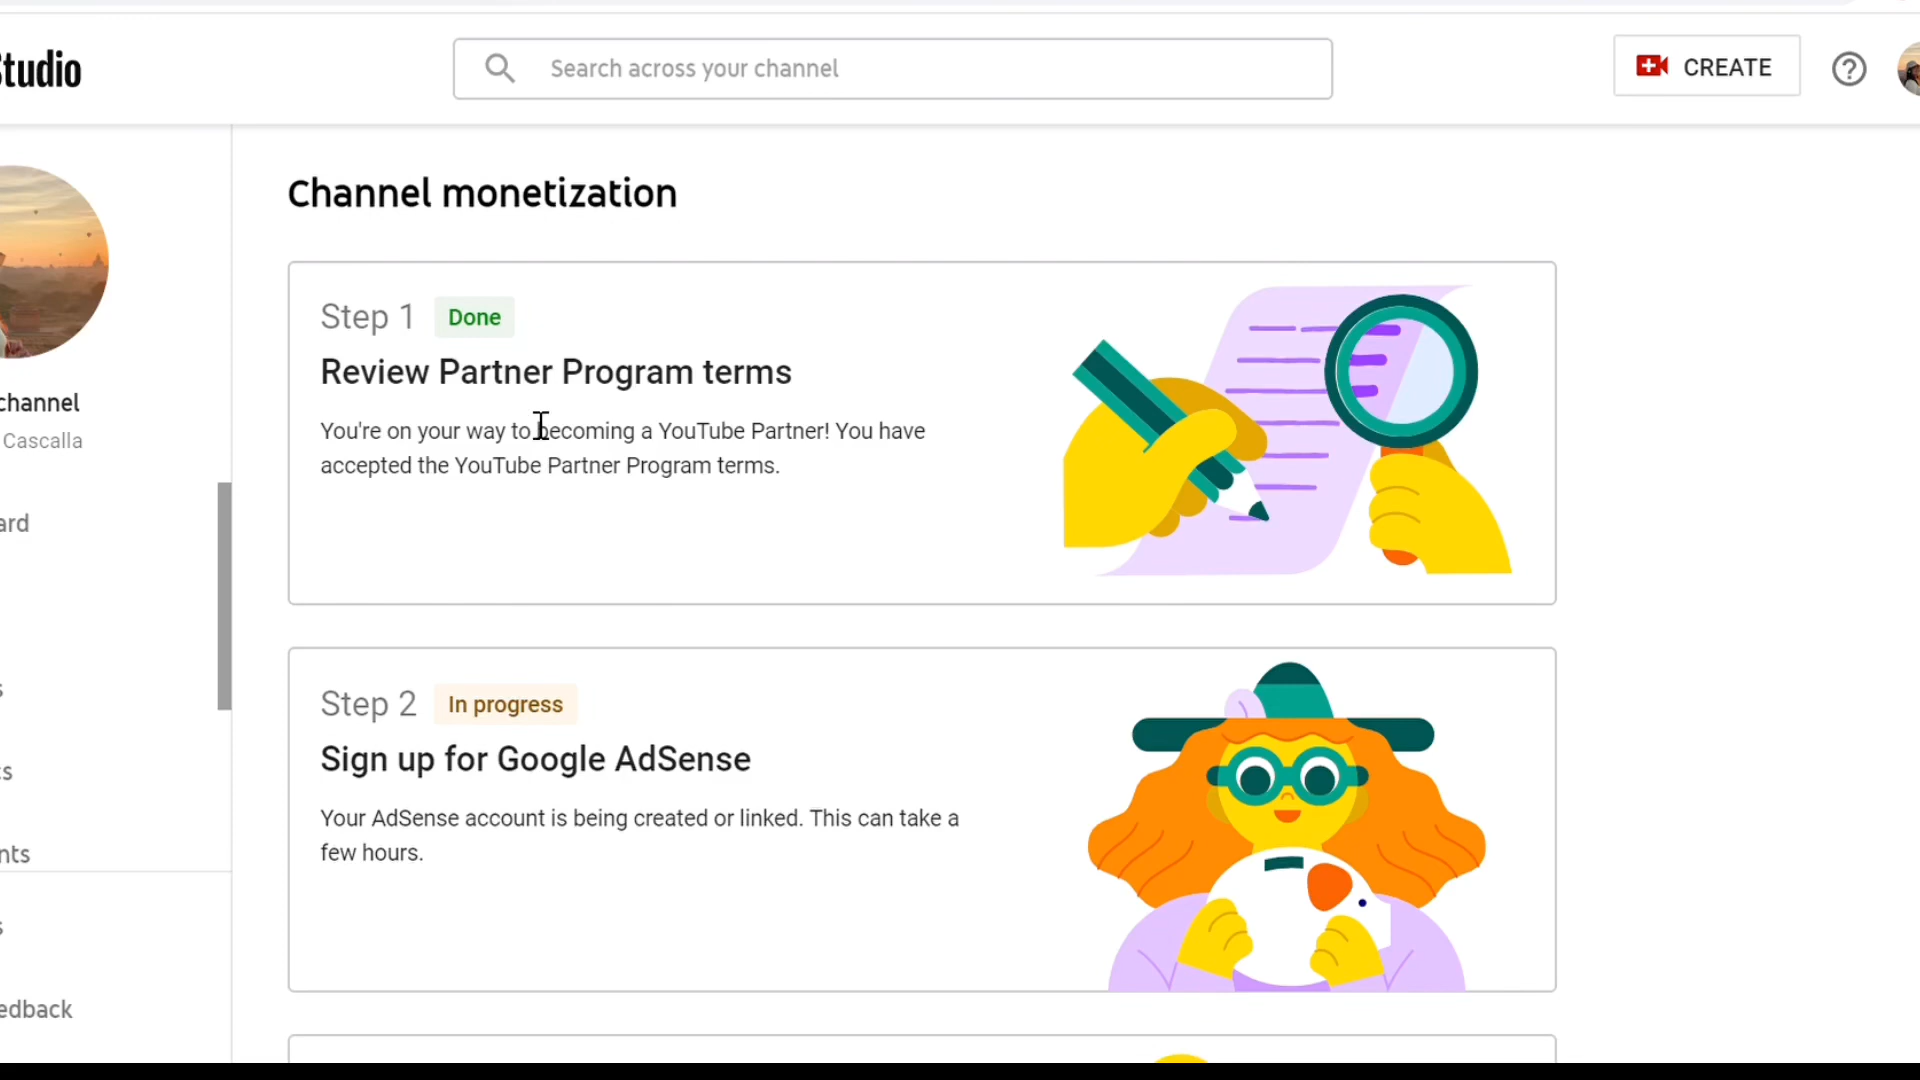 Studio
Search across your channel
CREATE
Channel monetization
Step 1 Done
Review Partner Program terms
You're on your way to becoming a YouTube Partner! You have
accepted the YouTube Partner Program terms.
channel
Cascalla
ard
nts
edback
Step 2 In progress
Sign up for Google AdSense
Your AdSense account is being created or linked. This can take a
few hours.